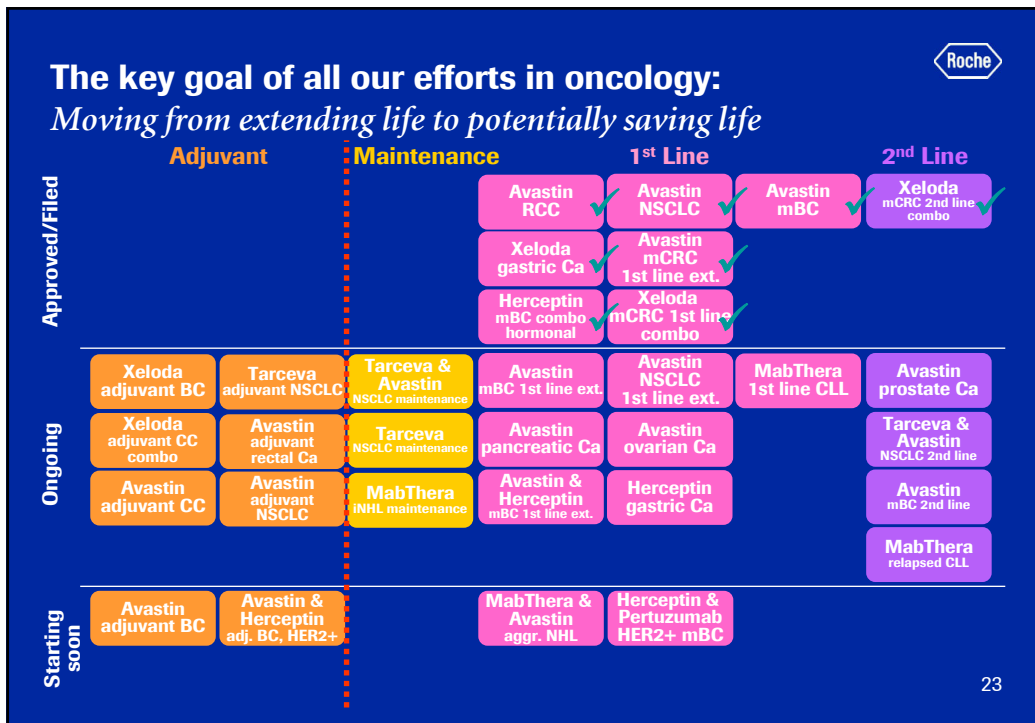 Roche
The key goal of all our efforts in oncology:
Moving from extending life to potentially saving life
Adjuvant
Maintenance
1st Line
2nd Line
Approved/Filed
Avastin
RCC
Avastin
NSCLC
Avastin
mBC
Xeloda
mCRC 2nd line
combo
Xeloda
gastric Ca
Avastin
mCRC
1st line ext.
Herceptin
mBC combo
hormonal
Xeloda
mCRC 1st line
combo
Ongoing
Xeloda
adjuvant BC
Tarceva
adjuvant NSCLC
Tarceva &
Avastin
NSCLC maintenance
Avastin
mBC 1st line ext.
Avastin
NSCLC
1st line ext.
MabThera
1st line CLL
Avastin
prostate Ca
Xeloda
adjuvant CC
combo
Avastin
adjuvant
rectal Ca
Tarceva
NSCLC maintenance
Avastin
pancreatic Ca
Avastin
ovarian Ca
Tarceva &
Avastin
NSCLC 2nd line
Avastin
adjuvant CC
Avastin
adjuvant
NSCLC
MabThera
iNHL maintenance
Avastin &
Herceptin
mBC 1st line ext.
Herceptin
gastric Ca
Avastin
mBC 2nd line
MabThera
relapsed CLL
Starting
soon
Avastin
adjuvant BC
Avastin &
Herceptin
adj. BC, HER2+
MabThera &
Avastin
aggr. NHL
Herceptin &
Pertuzumab
HER2+ mBC
23